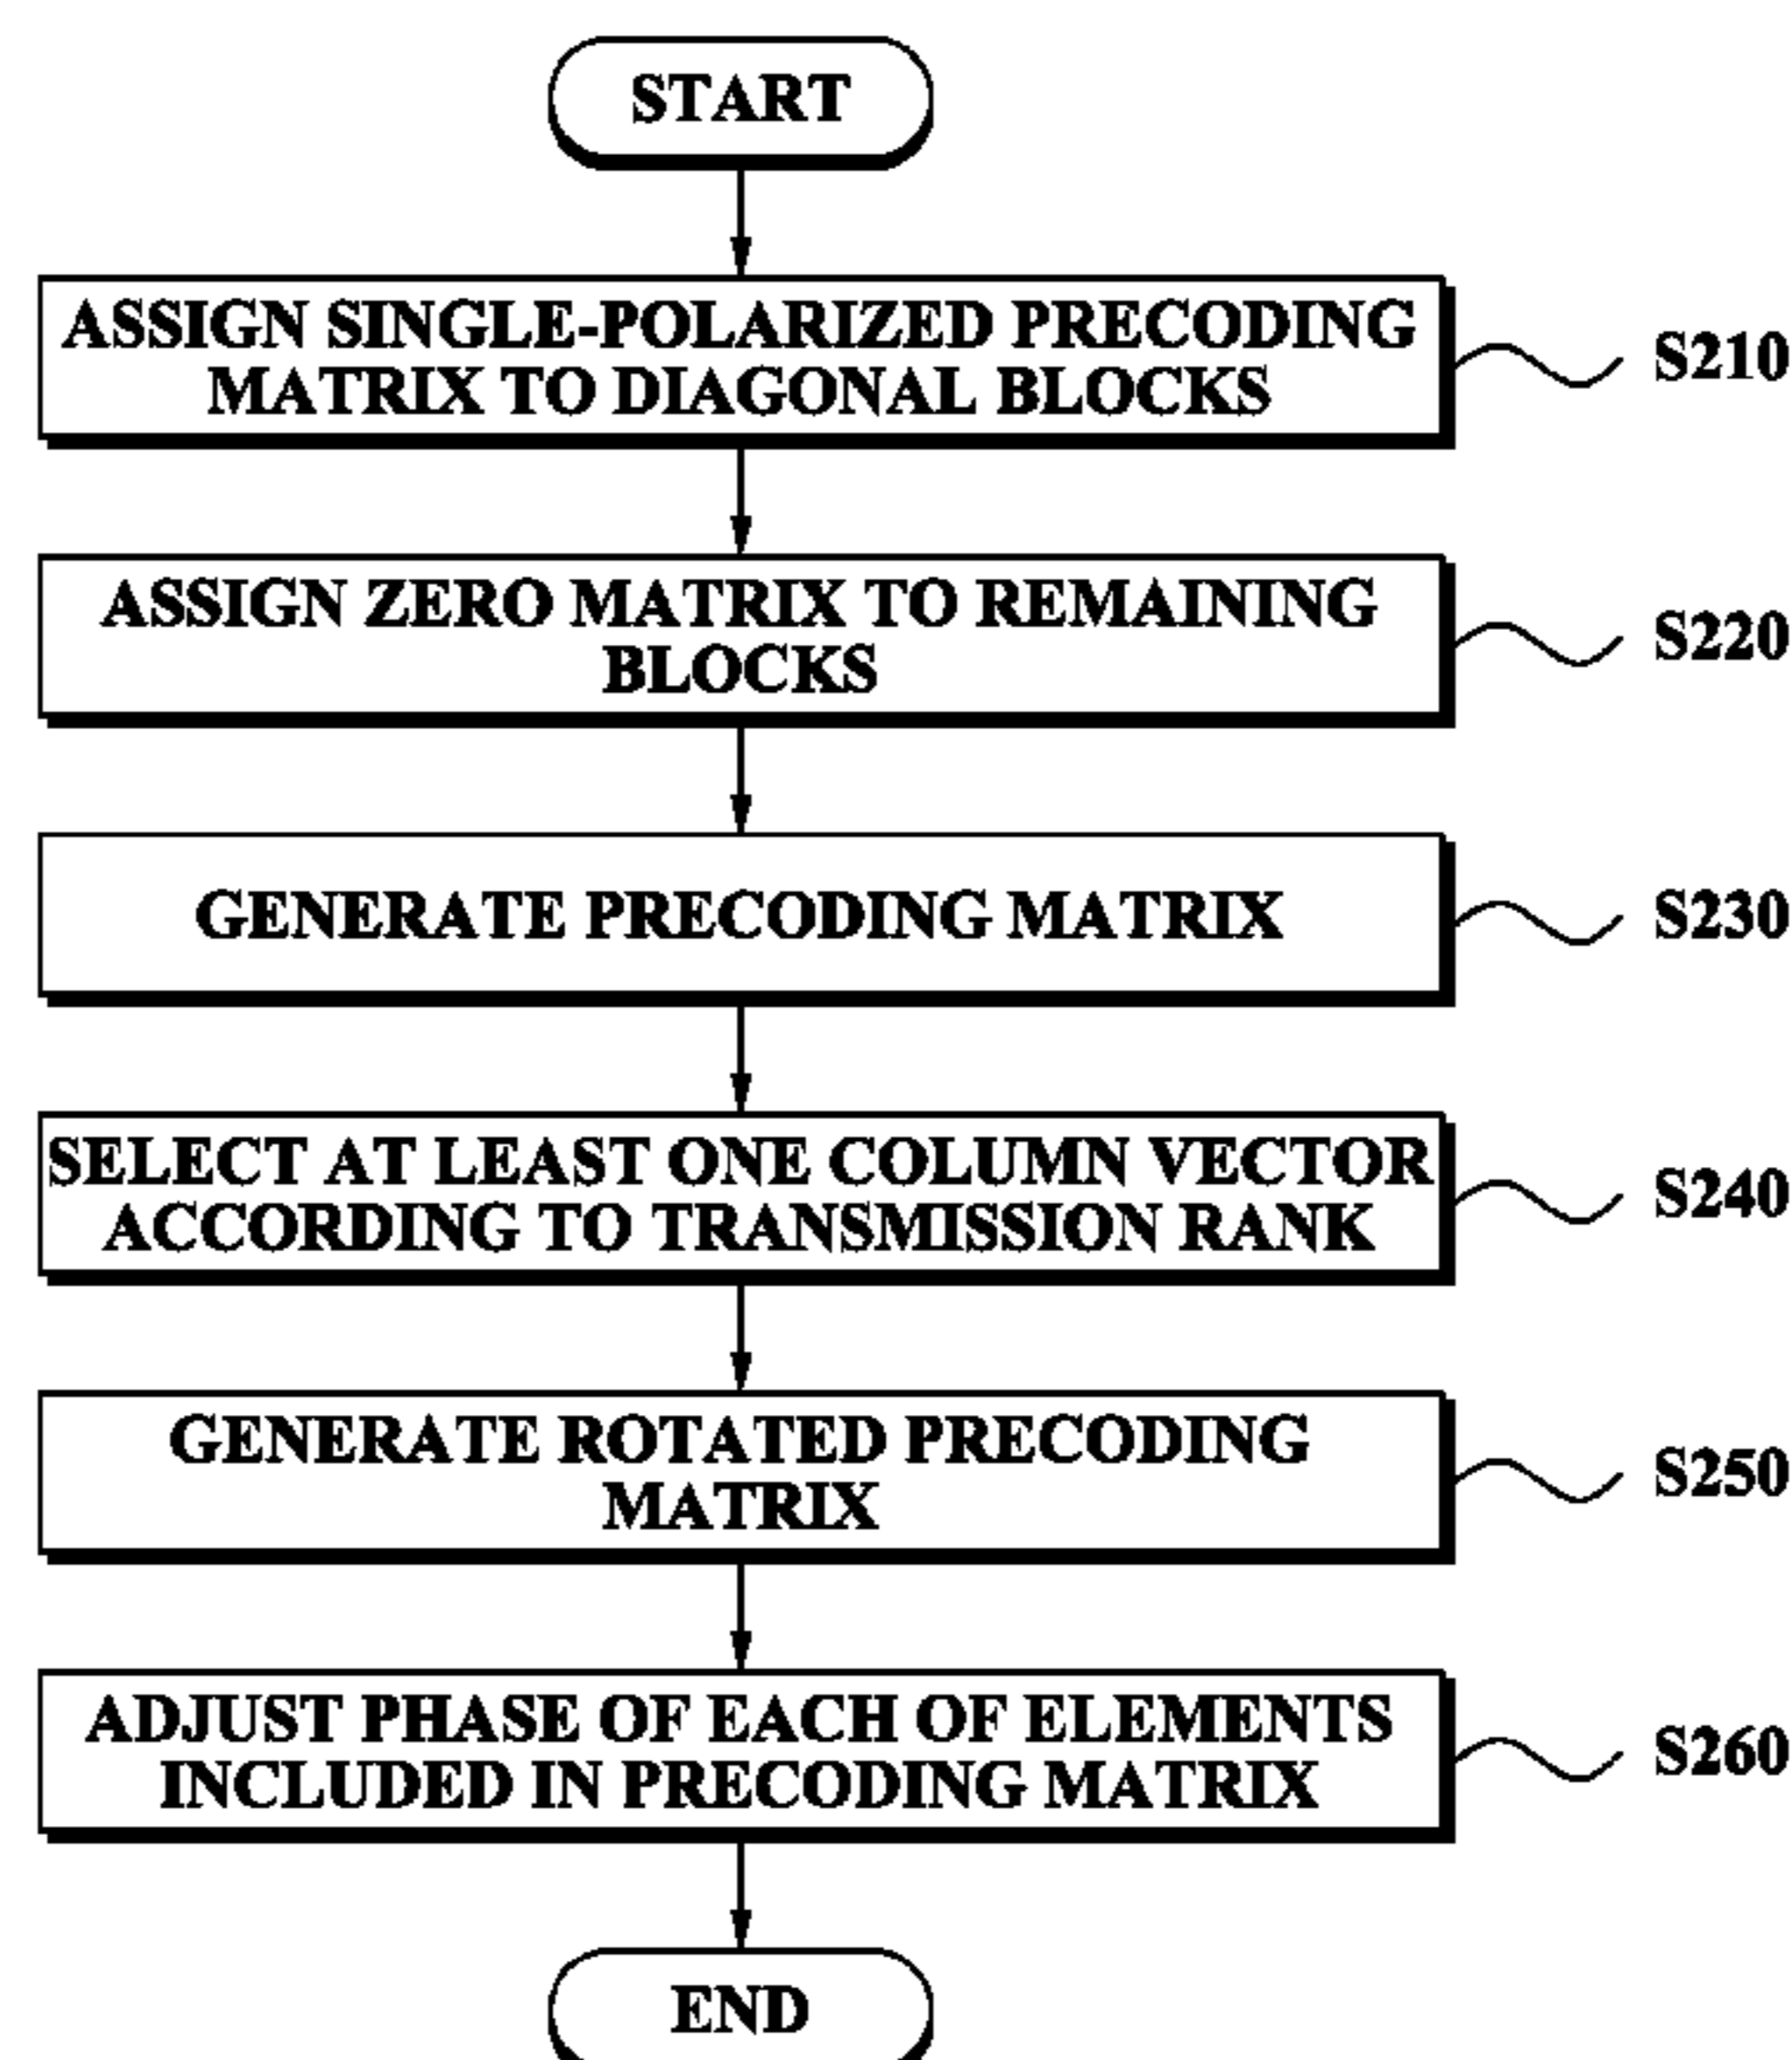 START
ASSIGN SINGLE-POLARIZED PRECODING
MATRIX TO DIAGONAL BLOCKS
S210
ASSIGN ZERO MATRIX TO REMAINING
BLOCKS
S220
GENERATE PRECODING MATRIX
S230
SELECT AT LEAST ONE COLUMN VECTOR
ACCORDING TO TRANSMISSION RANK
S240
GENERATE ROTATED PRECODING
MATRIX
S250
ADJUST PHASE OF EACH OF ELEMENTS
INCLUDED IN PRECODING MATRIX
S260
END